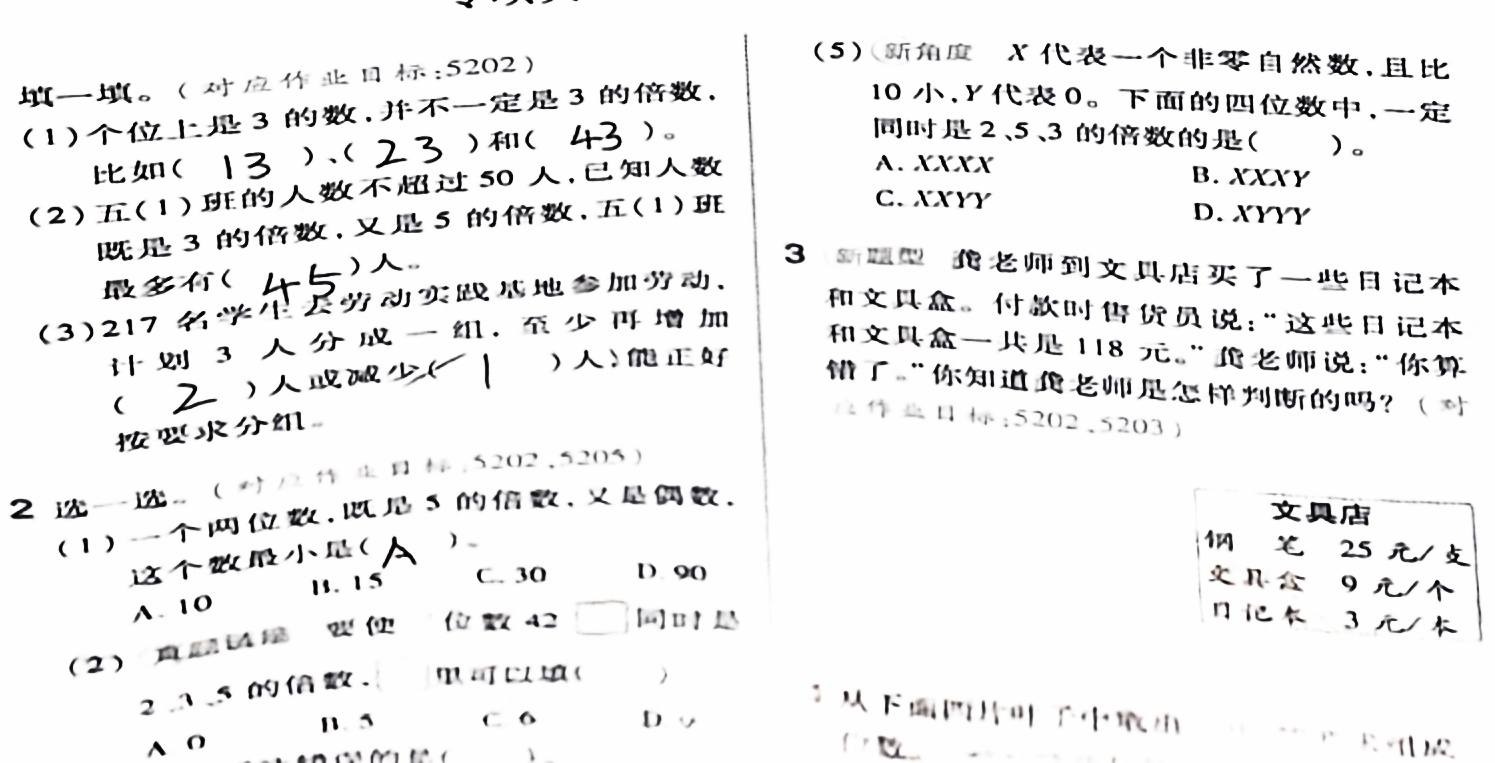 填一填。(对应作业目标:5202)
(1)个位上是3的数,并不一定是3的倍数,
比如( 13 )、( 23 )和( 43 )。
(2)五(1)班的人数不超过50人,已知人数
既是3的倍数,又是5的倍数,五(1)班
最多有( 45 )人。
(3)217名学生去劳动实践基地参加劳动,
计划3人分成一组,至少再增加
( 2 )人或减少( 1 )人,能正好
按要求分组。
2 选一选。(对应作业目标:5202、5205)
(1)一个两位数,既是5的倍数,又是偶数,
这个数最小是( A )。
A. 10 B. 15 C. 30 D. 90
(2) 要使 位数42□同时是
2、3、5的倍数,□里可以填( )
A 0 B. 5 C. 6 D
(5)新角度 X代表一个非零自然数,且比
10小,Y代表0。下面的四位数中,一定
同时是2、5、3的倍数的是( )。
A. XXXX B. XXXY
C. XXYY D. XYYY
3 新题型 龚老师到文具店买了一些日记本
和文具盒。付款时售货员说:“这些日记本
和文具盒一共是118元。”龚老师说:“你算
错了。”你知道龚老师是怎样判断的吗?(对
应作业目标:5202、5203)
文具店
钢笔 25元/支
文具盒 9元/个
日记本 3元/本
从下面四片叶子中取出
位数。